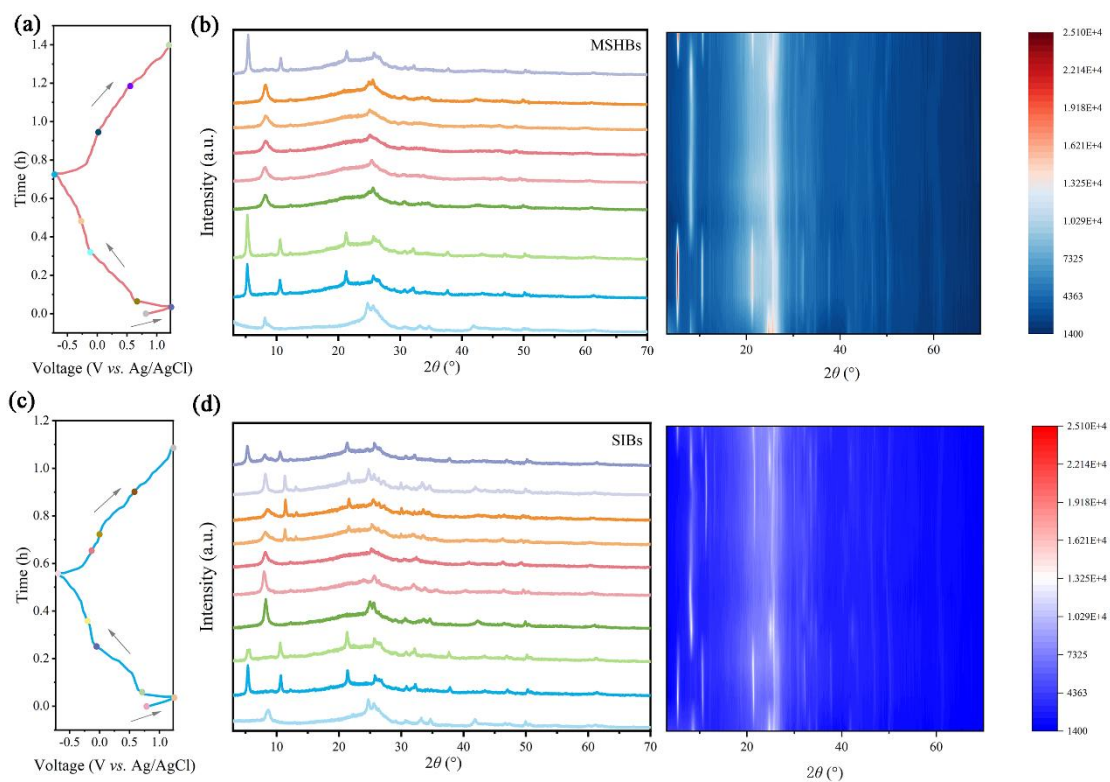 (a)
1.4
1.2
1.0
0.8
0.6
0.4
0.2
0.0
Time (h)
-0.5 0.0 0.5 1.0
Voltage (V vs. Ag/AgCl)
(b)
MSHBs
Intensity (a.u.)
10 20 30 40 50 60 70
2θ (°)
20 40 60
2θ (°)
2.510E+4
2.214E+4
1.918E+4
1.621E+4
1.325E+4
1.029E+4
7325
4363
1400
(c)
1.2
1.0
0.8
0.6
0.4
0.2
0.0
Time (h)
-0.5 0.0 0.5 1.0
Voltage (V vs. Ag/AgCl)
(d)
SIBs
Intensity (a.u.)
10 20 30 40 50 60 70
2θ (°)
20 40 60
2θ (°)
2.510E+4
2.214E+4
1.918E+4
1.621E+4
1.325E+4
1.029E+4
7325
4363
1400